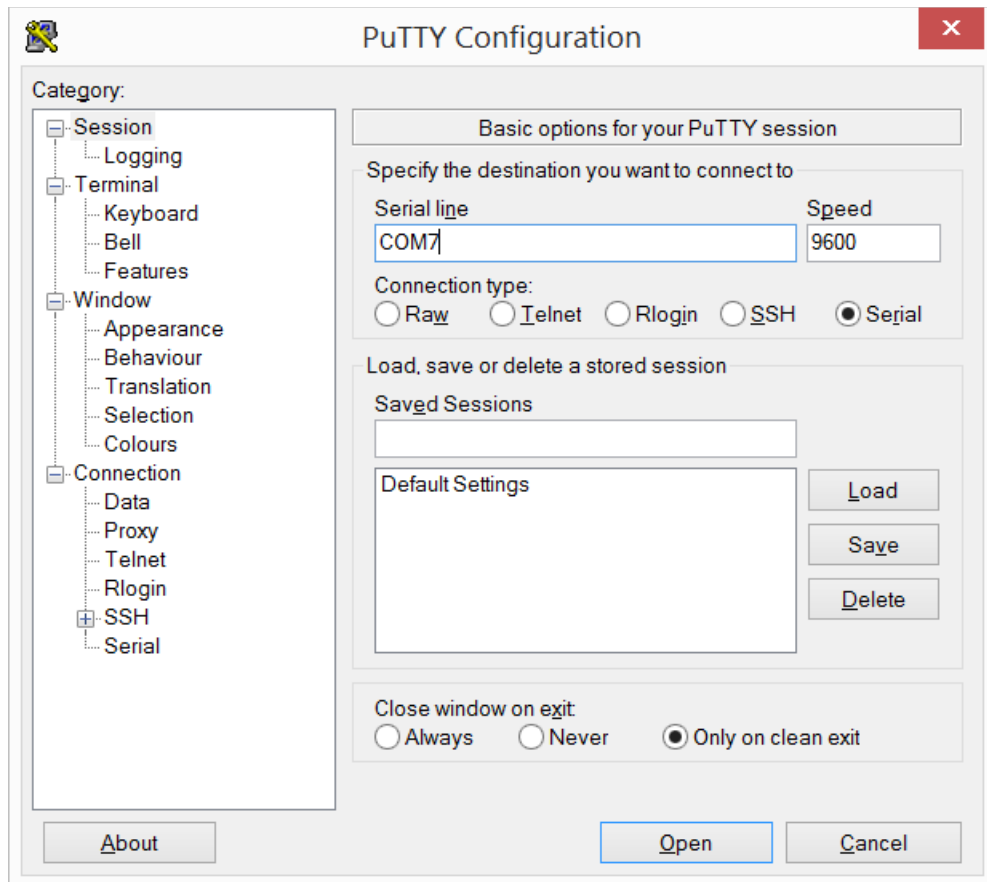 PuTTY Configuration
Category:
Session
Logging
Terminal
Keyboard
Bell
Features
Window
Appearance
Behaviour
Translation
Selection
Colours
Connection
Data
Proxy
Telnet
Rlogin
SSH
Serial
Basic options for your PuTTY session
Specify the destination you want to connect to
Serial line Speed
COM7 9600
Connection type:
Raw Telnet Rlogin SSH Serial
Load, save or delete a stored session
Saved Sessions
Default Settings
Load
Save
Delete
Close window on exit:
Always Never Only on clean exit
About Open Cancel